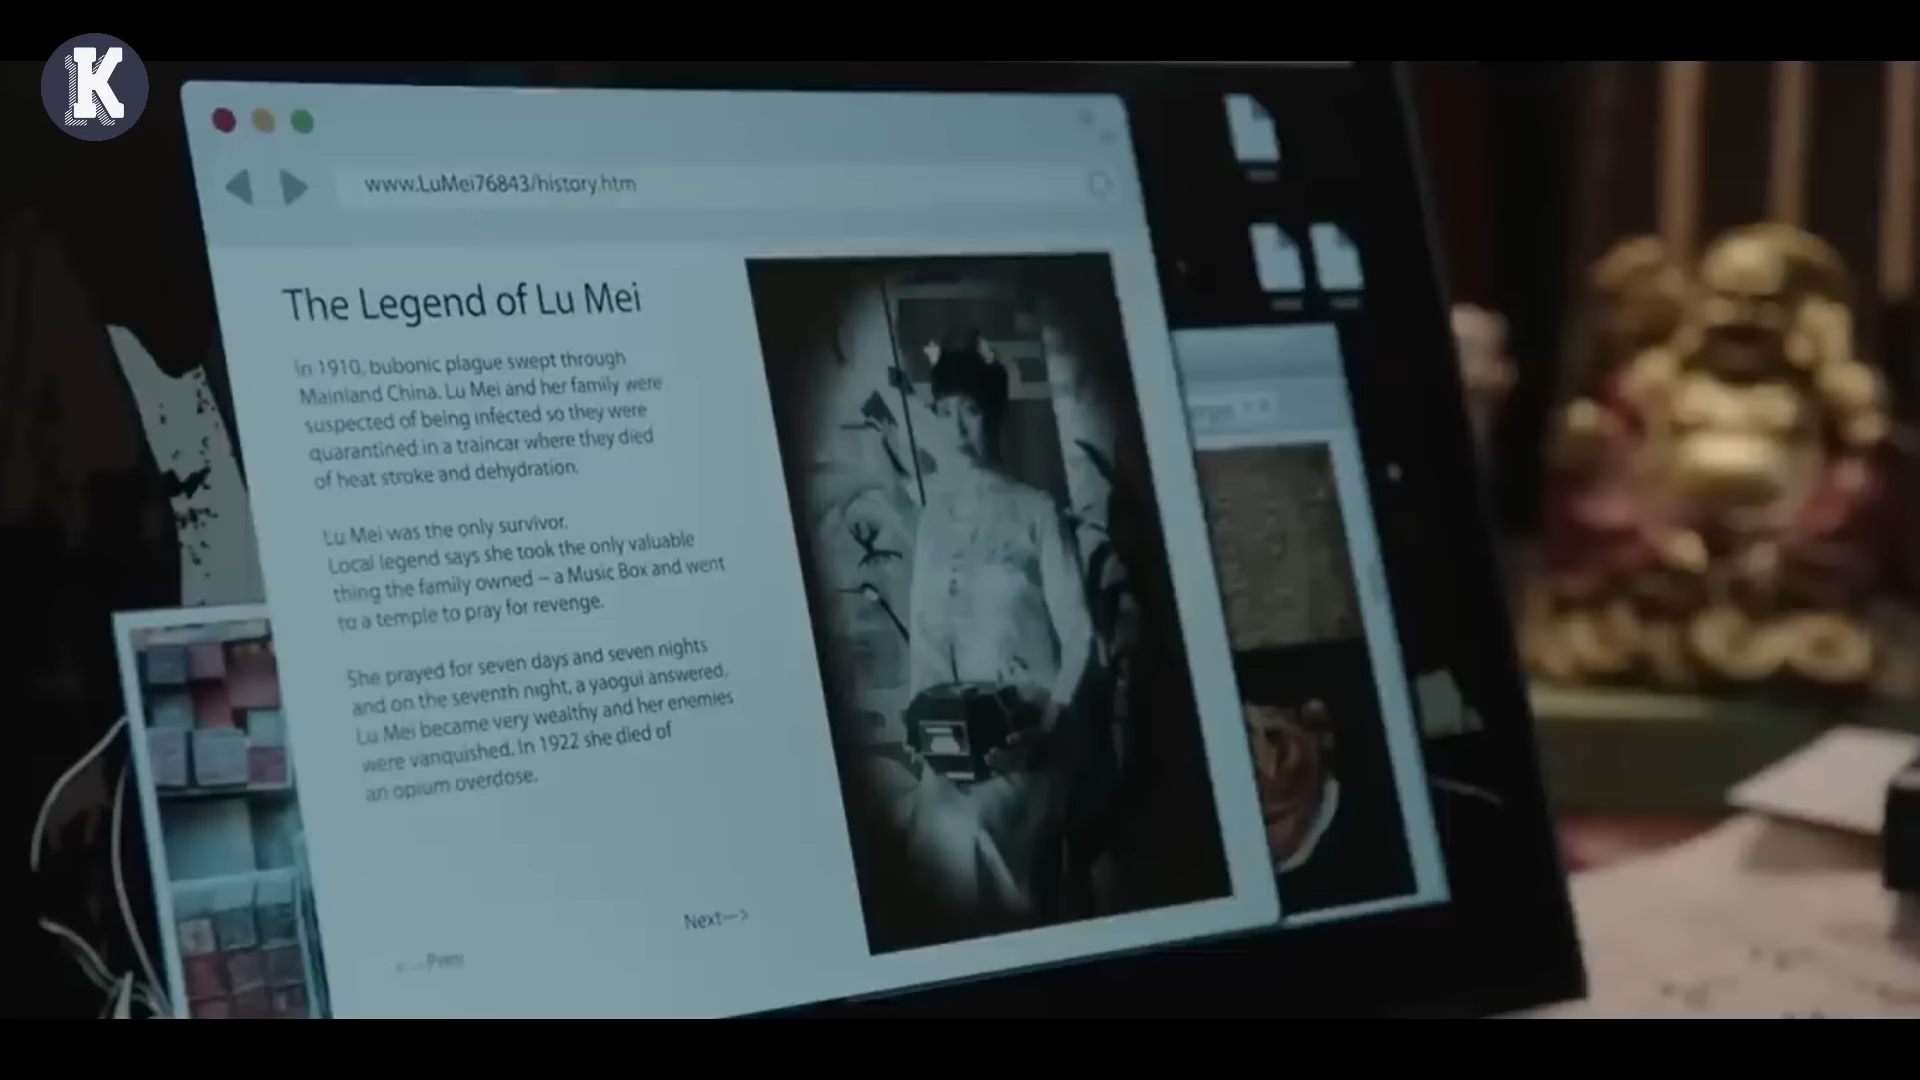 K
www.LuMei76843/history.htm
The Legend of Lu Mei
In 1910, bubonic plague swept through
Mainland China. Lu Mei and her family were
suspected of being infected so they were
quarantined in a traincar where they died
of heat stroke and dehydration.
Lu Mei was the only survivor.
Local legend says she took the only valuable
thing the family owned – a Music Box and went
to a temple to pray for revenge.
She prayed for seven days and seven nights
and on the seventh night, a yaogui answered.
Lu Mei became very wealthy and her enemies
were vanquished. In 1922 she died of
an opium overdose.
Next-->
<---Prev